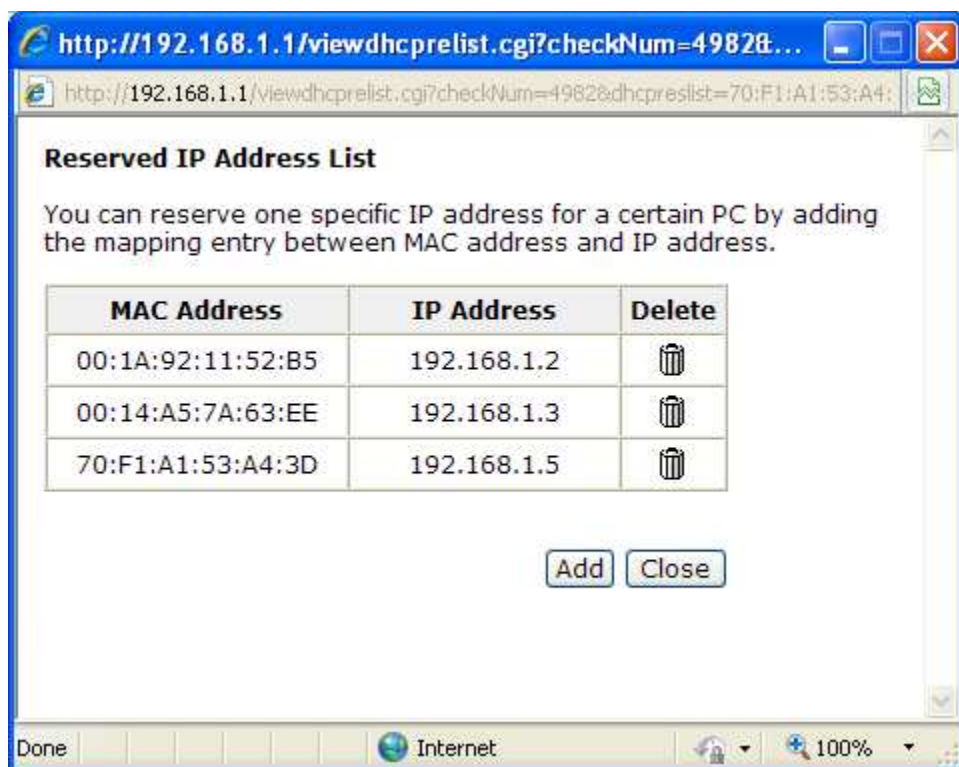 http://192.168.1.1/viewdhcprelist.cgi?checkNum=4982&...
http://192.168.1.1/viewdhcprelist.cgi?checkNum=4982&dhcpreslist=70:F1:A1:53:A4:
Reserved IP Address List
You can reserve one specific IP address for a certain PC by adding
the mapping entry between MAC address and IP address.
MAC Address IP Address Delete
00:1A:92:11:52:B5 192.168.1.2
00:14:A5:7A:63:EE 192.168.1.3
70:F1:A1:53:A4:3D 192.168.1.5
Add Close
Done Internet 100%